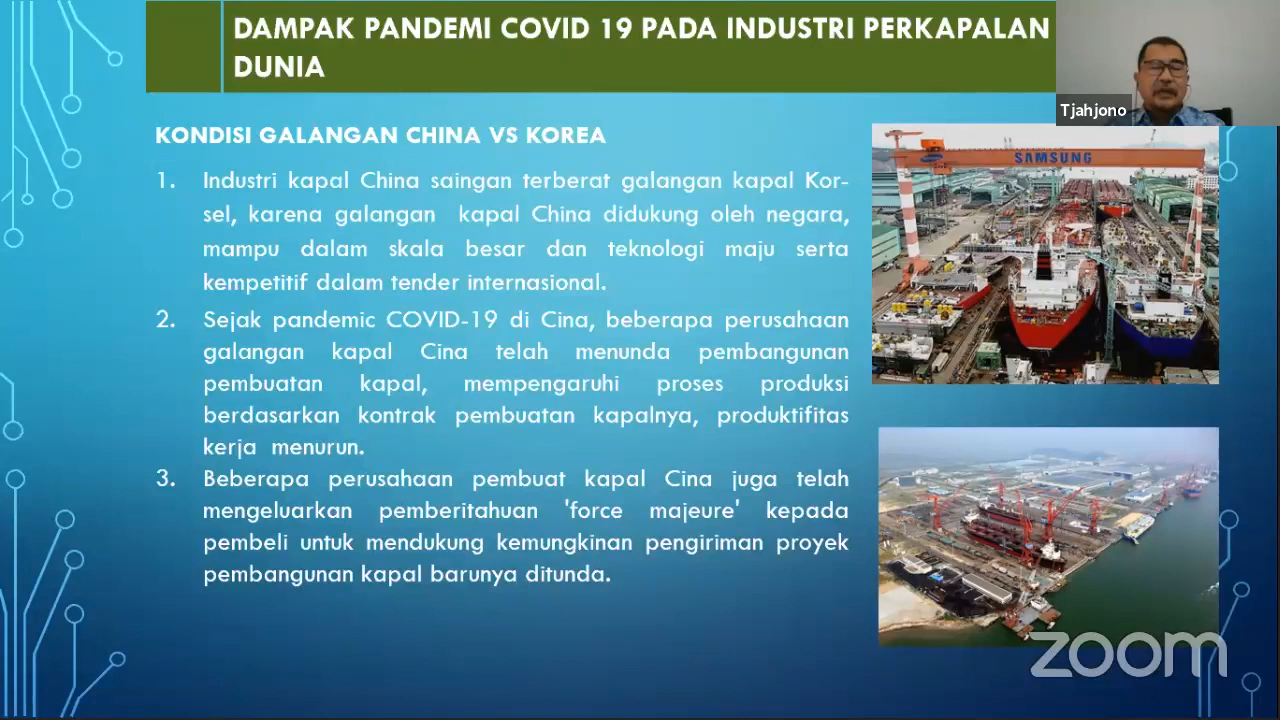 DAMPAK PANDEMI COVID 19 PADA INDUSTRI PERKAPALAN
DUNIA
Tjahjono
KONDISI GALANGAN CHINA VS KOREA
1. Industri kapal China saingan terberat galangan kapal Kor-
sel, karena galangan kapal China didukung oleh negara,
mampu dalam skala besar dan teknologi maju serta
kempetitif dalam tender internasional.
2. Sejak pandemic COVID-19 di Cina, beberapa perusahaan
galangan kapal Cina telah menunda pembangunan
pembuatan kapal, mempengaruhi proses produksi
berdasarkan kontrak pembuatan kapalnya, produktifitas
kerja menurun.
3. Beberapa perusahaan pembuat kapal Cina juga telah
mengeluarkan pemberitahuan 'force majeure' kepada
pembeli untuk mendukung kemungkinan pengiriman proyek
pembangunan kapal barunya ditunda.
SAMSUNG
zoom